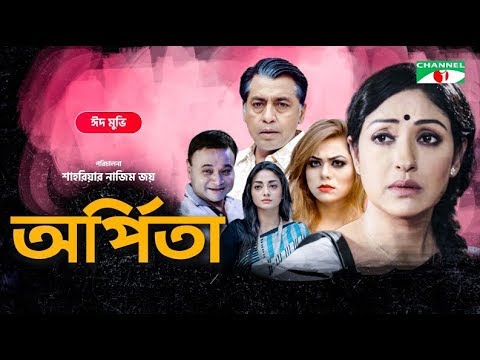 CHANNEL
i
ঈদ মুভি
পরিচালনা
শাহরিয়ার নাজিম জয়
অর্পিতা